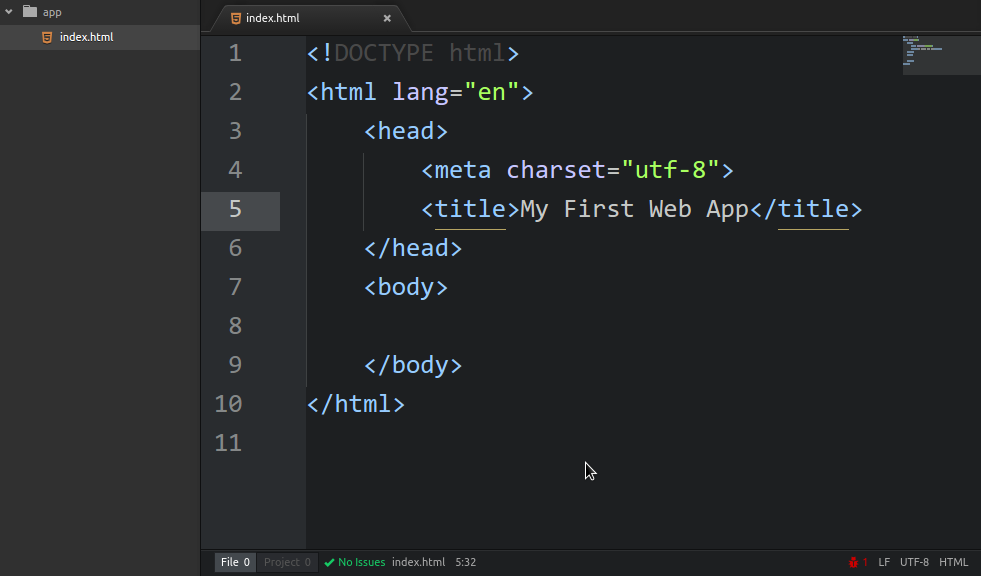 app
index.html
index.html
1 <!DOCTYPE html>
2 <html lang="en">
3 <head>
4 <meta charset="utf-8">
5 <title>My First Web App</title>
6 </head>
7 <body>
8
9 </body>
10 </html>
11
File 0 Project 0 No Issues index.html 5:32 1 LF UTF-8 HTML